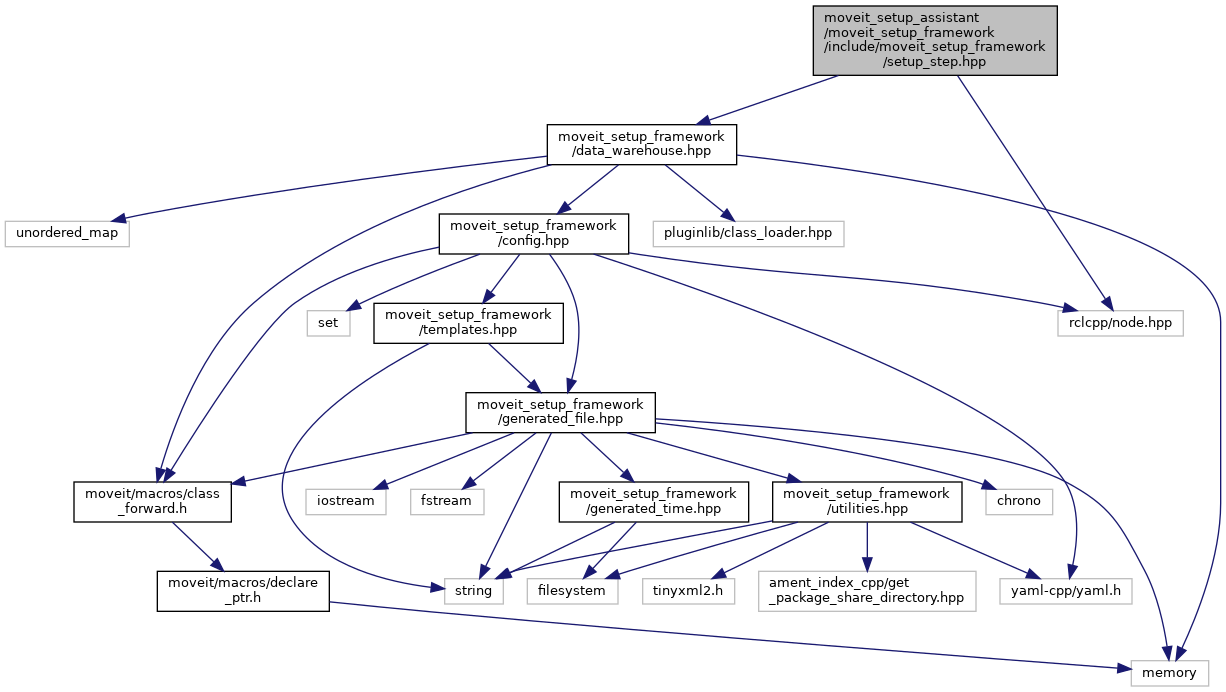 moveit_setup_assistant
/moveit_setup_framework
/include/moveit_setup_framework
/setup_step.hpp
moveit_setup_framework
/data_warehouse.hpp
unordered_map
moveit_setup_framework
/config.hpp
pluginlib/class_loader.hpp
set
moveit_setup_framework
/templates.hpp
rclcpp/node.hpp
moveit_setup_framework
/generated_file.hpp
moveit/macros/class
_forward.h
iostream
fstream
moveit_setup_framework
/generated_time.hpp
moveit_setup_framework
/utilities.hpp
chrono
moveit/macros/declare
_ptr.h
string
filesystem
tinyxml2.h
ament_index_cpp/get
_package_share_directory.hpp
yaml-cpp/yaml.h
memory